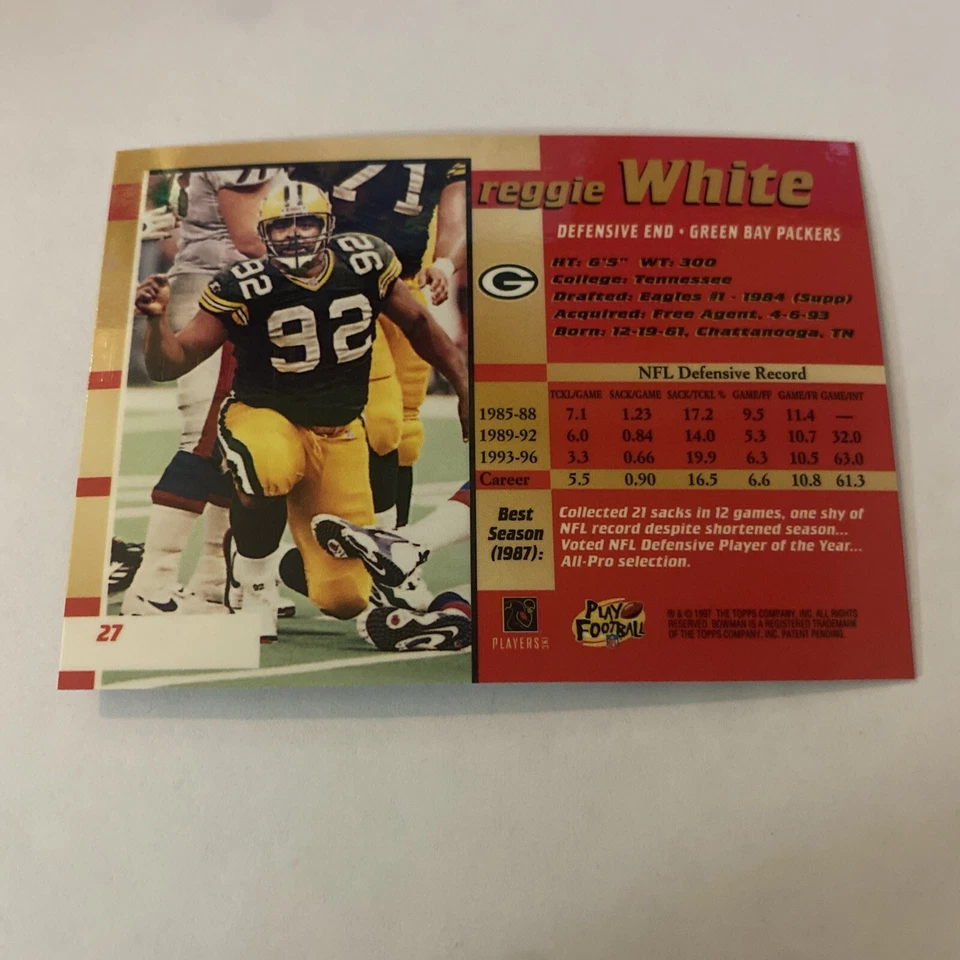 reggie White
DEFENSIVE END • GREEN BAY PACKERS
G
HT: 6'5" WT: 300
College: Tennessee
Drafted: Eagles #1 - 1984 (Supp)
Acquired: Free Agent, 4-6-93
Born: 12-19-61, Chattanooga, TN
NFL Defensive Record
TCKL/GAME SACK/GAME SACK/TCKL % GAME/FF GAME/FR GAME/INT
1985-88 7.1 1.23 17.2 9.5 11.4 —
1989-92 6.0 0.84 14.0 5.3 10.7 32.0
1993-96 3.3 0.66 19.9 6.3 10.5 63.0
Career 5.5 0.90 16.5 6.6 10.8 61.3
Best
Season
(1987):
Collected 21 sacks in 12 games, one shy of
NFL record despite shortened season...
Voted NFL Defensive Player of the Year...
All-Pro selection.
PLAYERS
PLAY
FOOTBALL
® & © 1997 THE TOPPS COMPANY, INC. ALL RIGHTS
RESERVED. BOWMAN IS A REGISTERED TRADEMARK
OF THE TOPPS COMPANY, INC. PATENT PENDING.
27
92
92
92
71
92